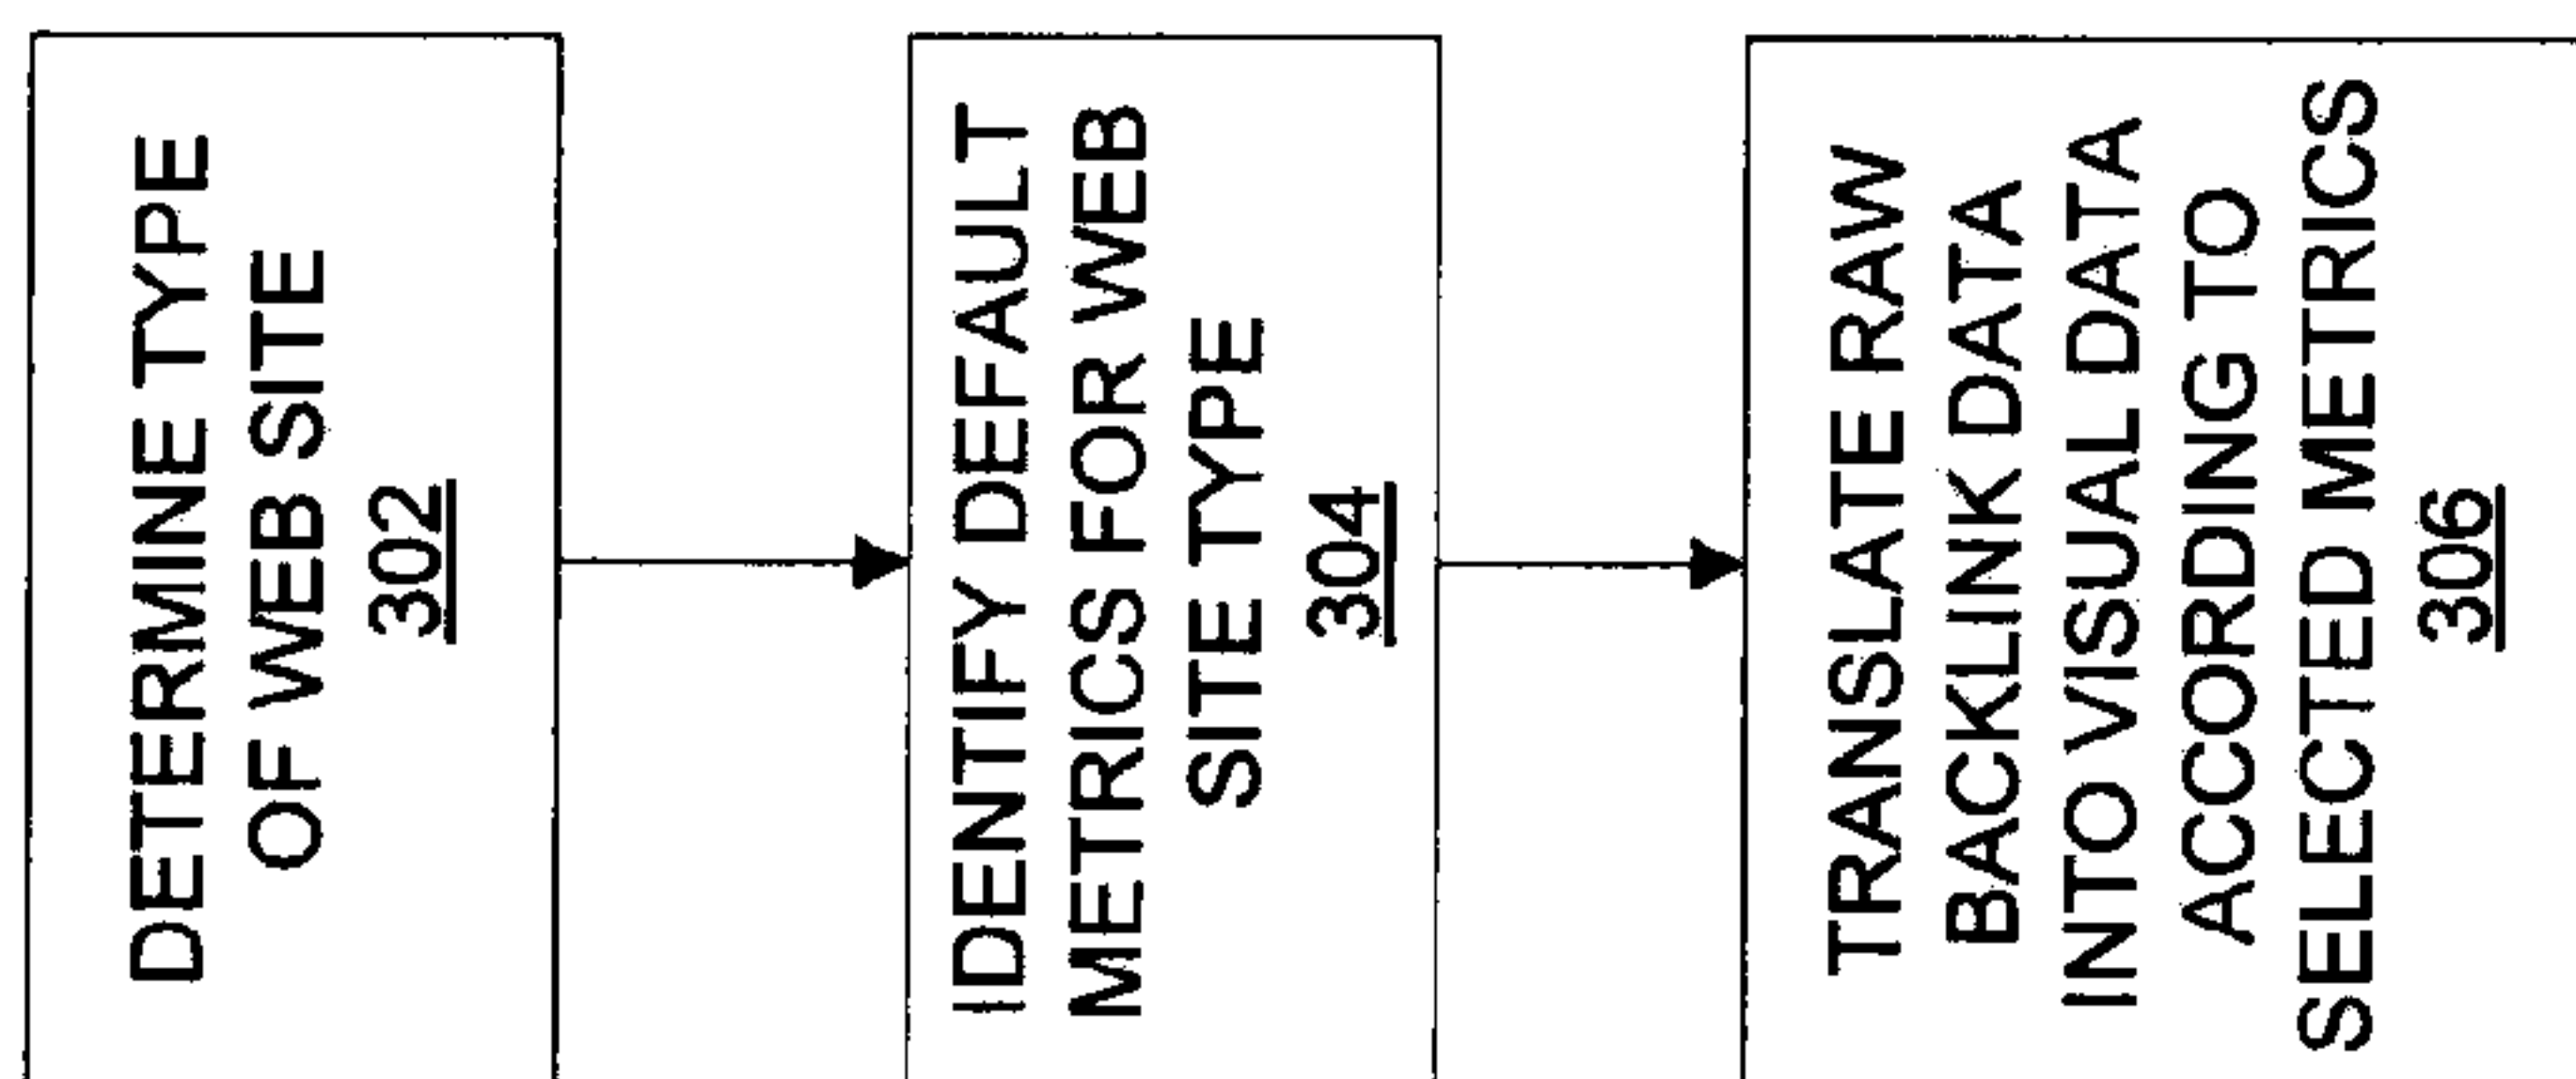 DETERMINE TYPE
OF WEB SITE
302
IDENTIFY DEFAULT
METRICS FOR WEB
SITE TYPE
304
TRANSLATE RAW
BACKLINK DATA
INTO VISUAL DATA
ACCORDING TO
SELECTED METRICS
306